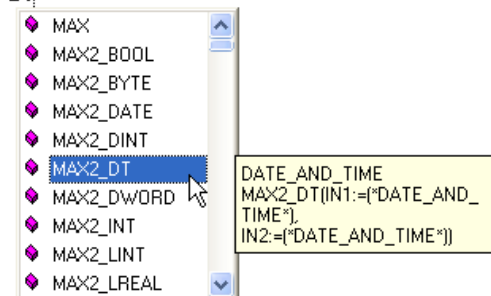 MAX
MAX2_BOOL
MAX2_BYTE
MAX2_DATE
MAX2_DINT
MAX2_DT
MAX2_DWORD
MAX2_INT
MAX2_LINT
MAX2_LREAL
DATE_AND_TIME
MAX2_DT(IN1:=(*DATE_AND_
TIME*),
IN2:=(*DATE_AND_TIME*))